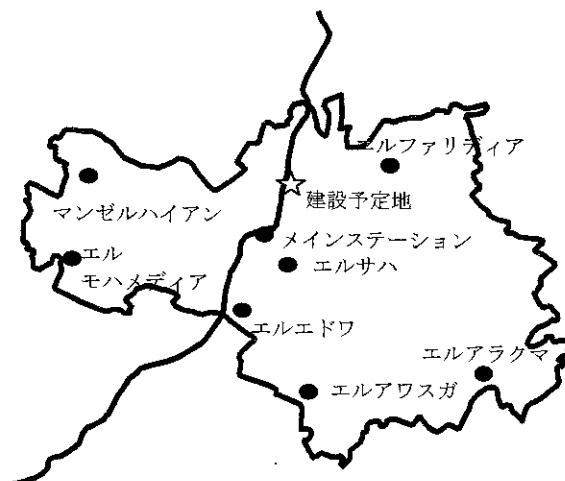 エルファリディア
マンゼルハイアン
建設予定地
メインステーション
エル
モハメディア
エルサハ
エルエドワ
エルアラクマ
エルアワスガ